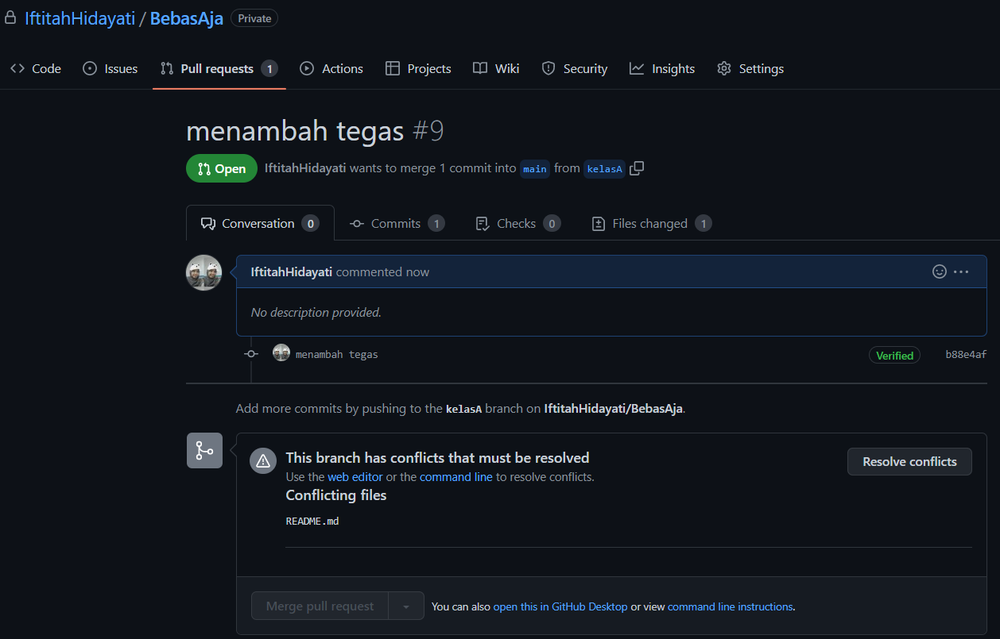 IftitahHidayati / BebasAja Private
Code Issues Pull requests 1 Actions Projects Wiki Security Insights Settings
menambah tegas #9
Open IftitahHidayati wants to merge 1 commit into main from kelasA
Conversation 0 Commits 1 Checks 0 Files changed 1
IftitahHidayati commented now
No description provided.
menambah tegas Verified b88e4af
Add more commits by pushing to the kelasA branch on IftitahHidayati/BebasAja.
This branch has conflicts that must be resolved
Resolve conflicts
Use the web editor or the command line to resolve conflicts.
Conflicting files
README.md
Merge pull request You can also open this in GitHub Desktop or view command line instructions.